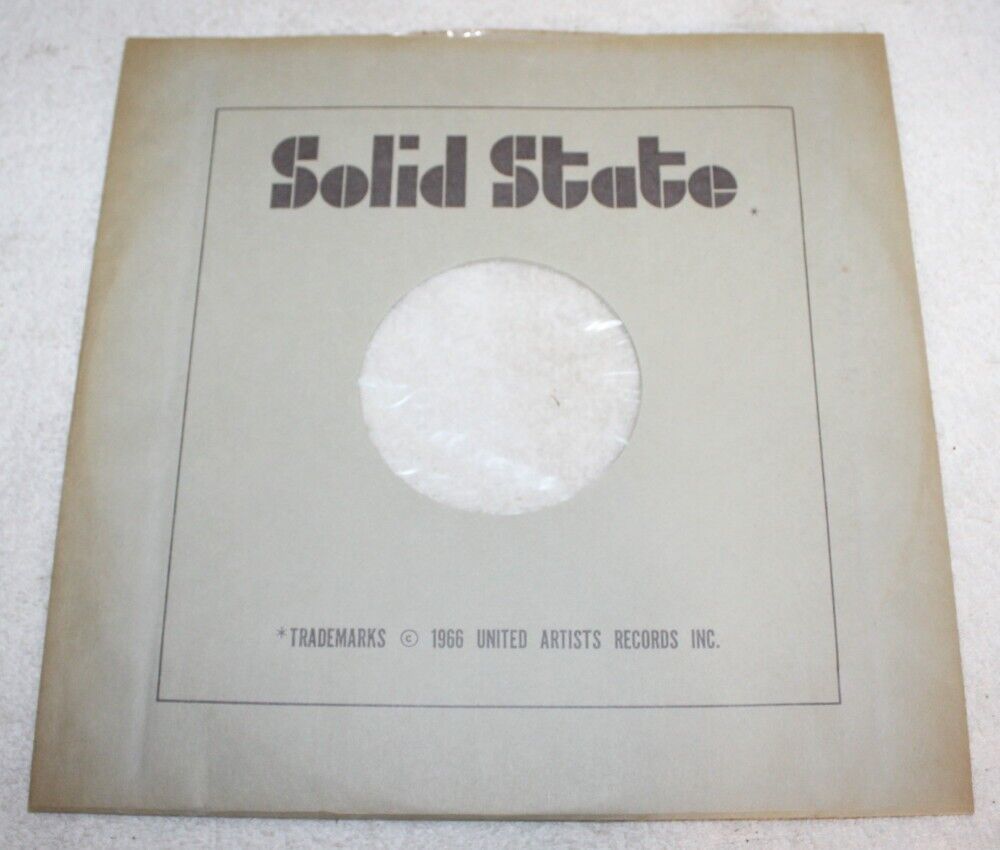 Solid State *
*TRADEMARKS © 1966 UNITED ARTISTS RECORDS INC.